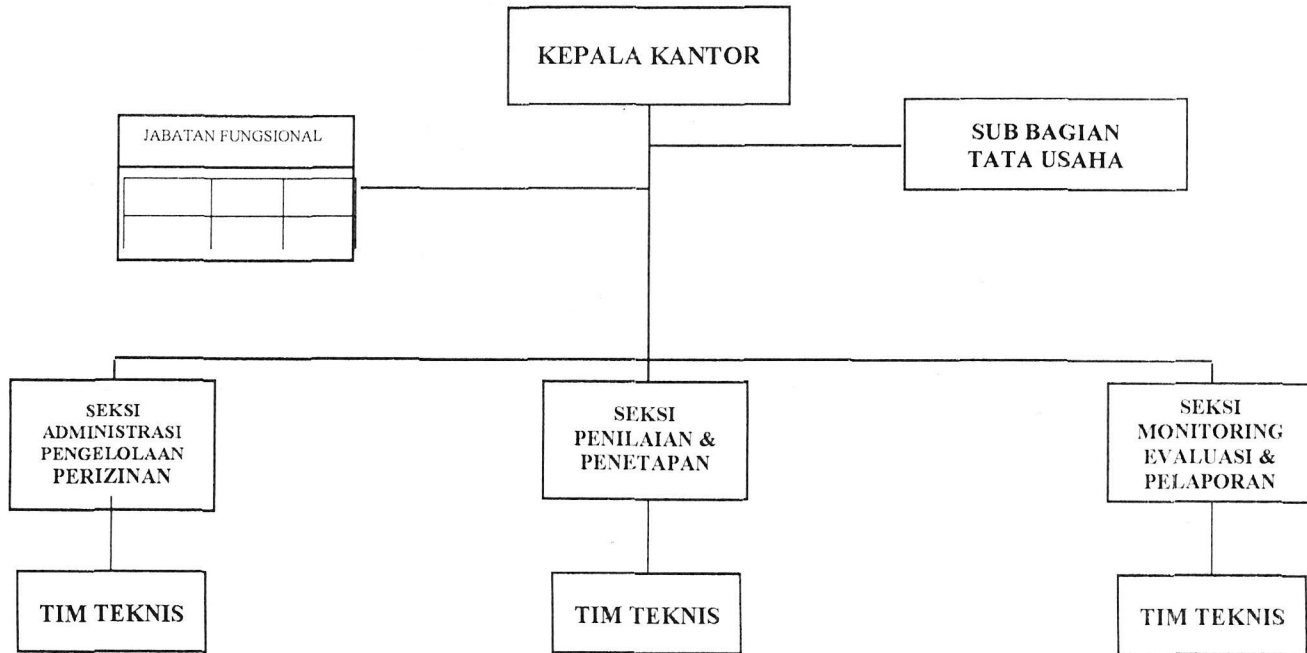 KEPALA KANTOR
JABATAN FUNGSIONAL
SUB BAGIAN
TATA USAHA
SEKSI
ADMINISTRASI
PENGELOLAAN
PERIZINAN
SEKSI
PENILAIAN &
PENETAPAN
SEKSI
MONITORING
EVALUASI &
PELAPORAN
TIM TEKNIS
TIM TEKNIS
TIM TEKNIS